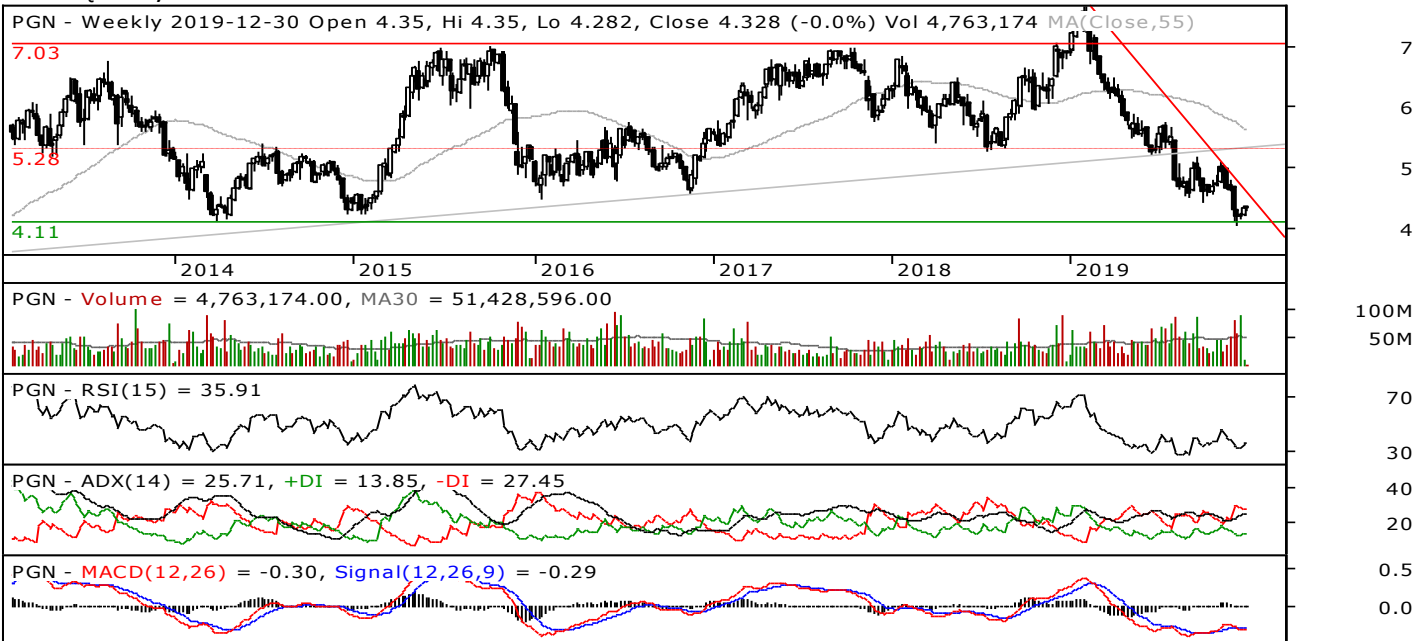 PGN - Weekly 2019-12-30 Open 4.35, Hi 4.35, Lo 4.282, Close 4.328 (-0.0%) Vol 4,763,174 MA(Close,55)
7.03
5.28
4.11
7
6
5
4
2014 2015 2016 2017 2018 2019
PGN - Volume = 4,763,174.00, MA30 = 51,428,596.00
100M
50M
PGN - RSI(15) = 35.91
70
30
PGN - ADX(14) = 25.71, +DI = 13.85, -DI = 27.45
40
20
PGN - MACD(12,26) = -0.30, Signal(12,26,9) = -0.29
0.5
0.0